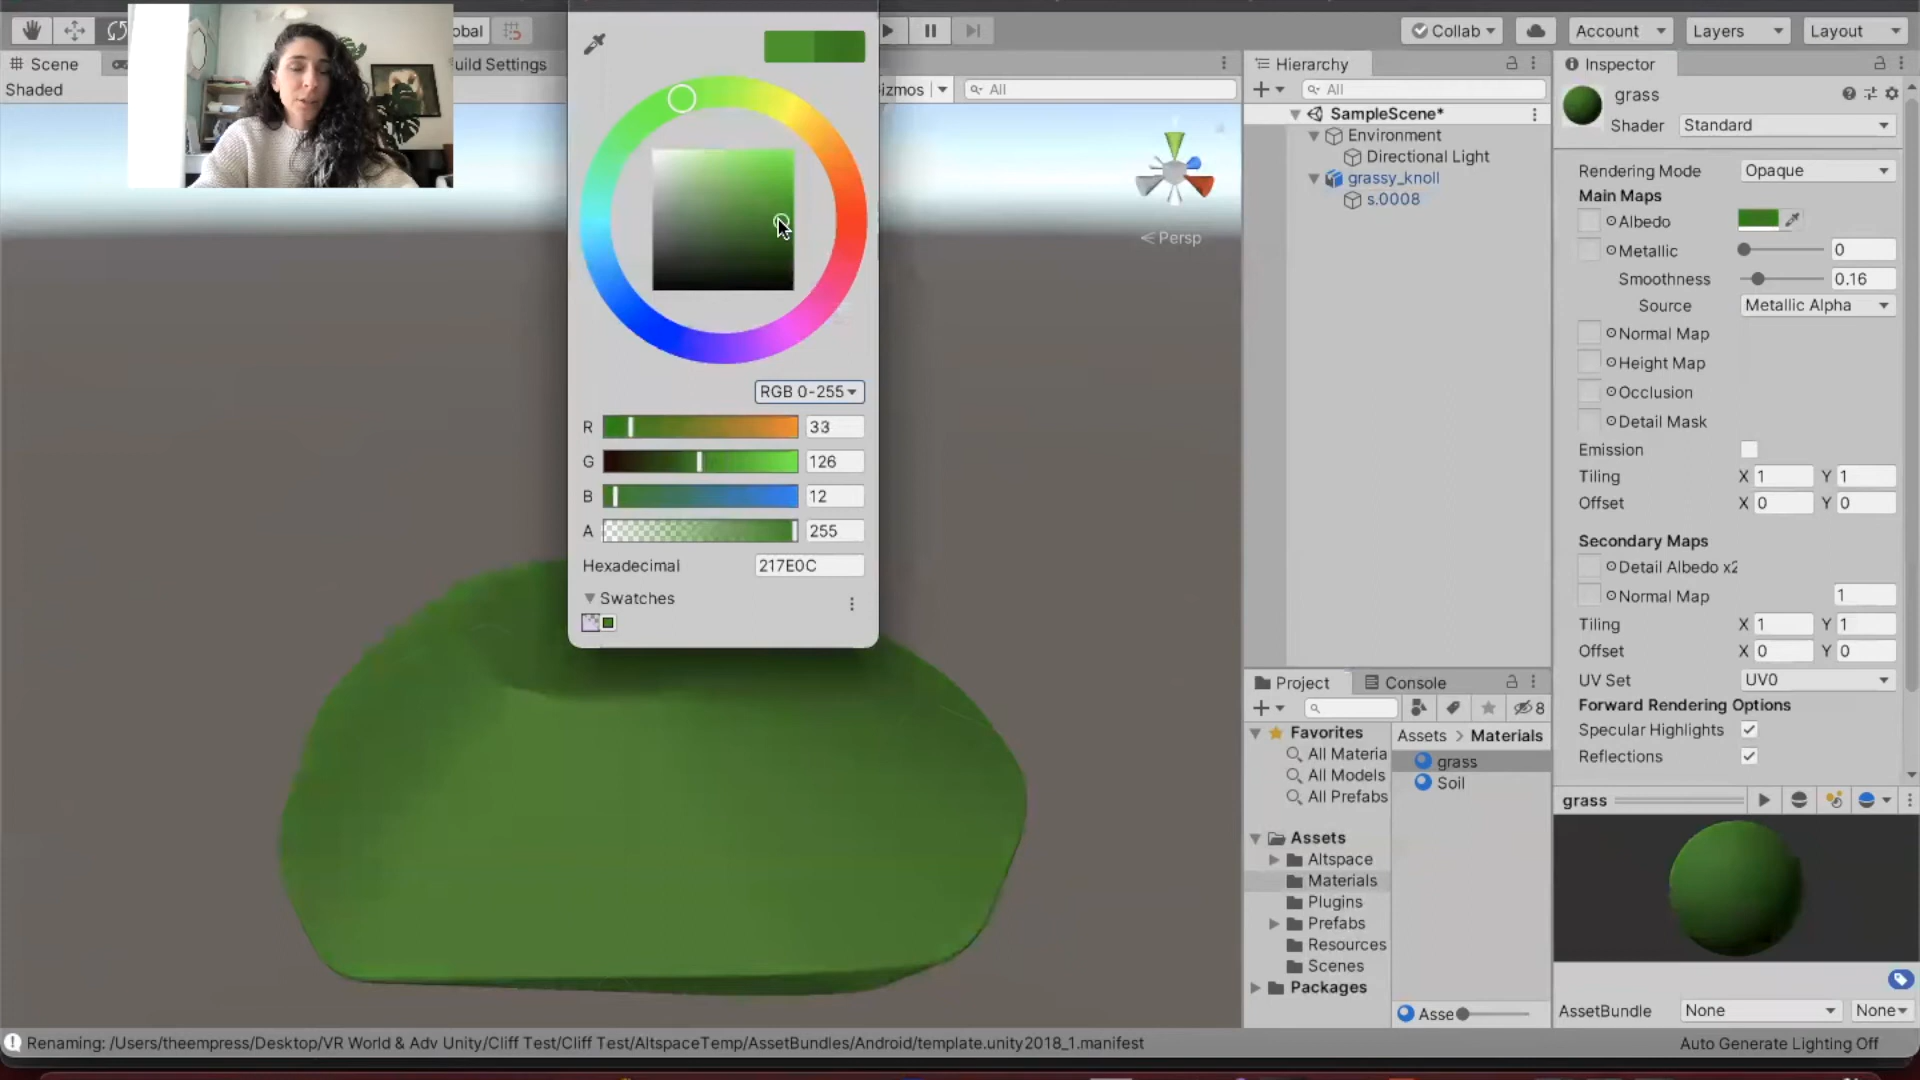 obal
Collab
Account
Layers
Layout
Scene
uild Settings
Shaded
izmos
All
Persp
RGB 0-255
R 33
G 126
B 12
A 255
Hexadecimal 217E0C
Swatches
Hierarchy
All
SampleScene*
Environment
Directional Light
grassy_knoll
s.0008
Project
Console
8
Favorites
All Materia
All Models
All Prefabs
Assets
Altspace
Materials
Plugins
Prefabs
Resources
Scenes
Packages
Assets > Materials
grass
Soil
Asse
Inspector
grass
Shader Standard
Rendering Mode Opaque
Main Maps
Albedo
Metallic 0
Smoothness 0.16
Source Metallic Alpha
Normal Map
Height Map
Occlusion
Detail Mask
Emission
Tiling X 1 Y 1
Offset X 0 Y 0
Secondary Maps
Detail Albedo x2
Normal Map 1
Tiling X 1 Y 1
Offset X 0 Y 0
UV Set UV0
Forward Rendering Options
Specular Highlights
Reflections
grass
AssetBundle None None
Renaming: /Users/theempress/Desktop/VR World & Adv Unity/Cliff Test/Cliff Test/AltspaceTemp/AssetBundles/Android/template.unity2018_1.manifest
Auto Generate Lighting Off